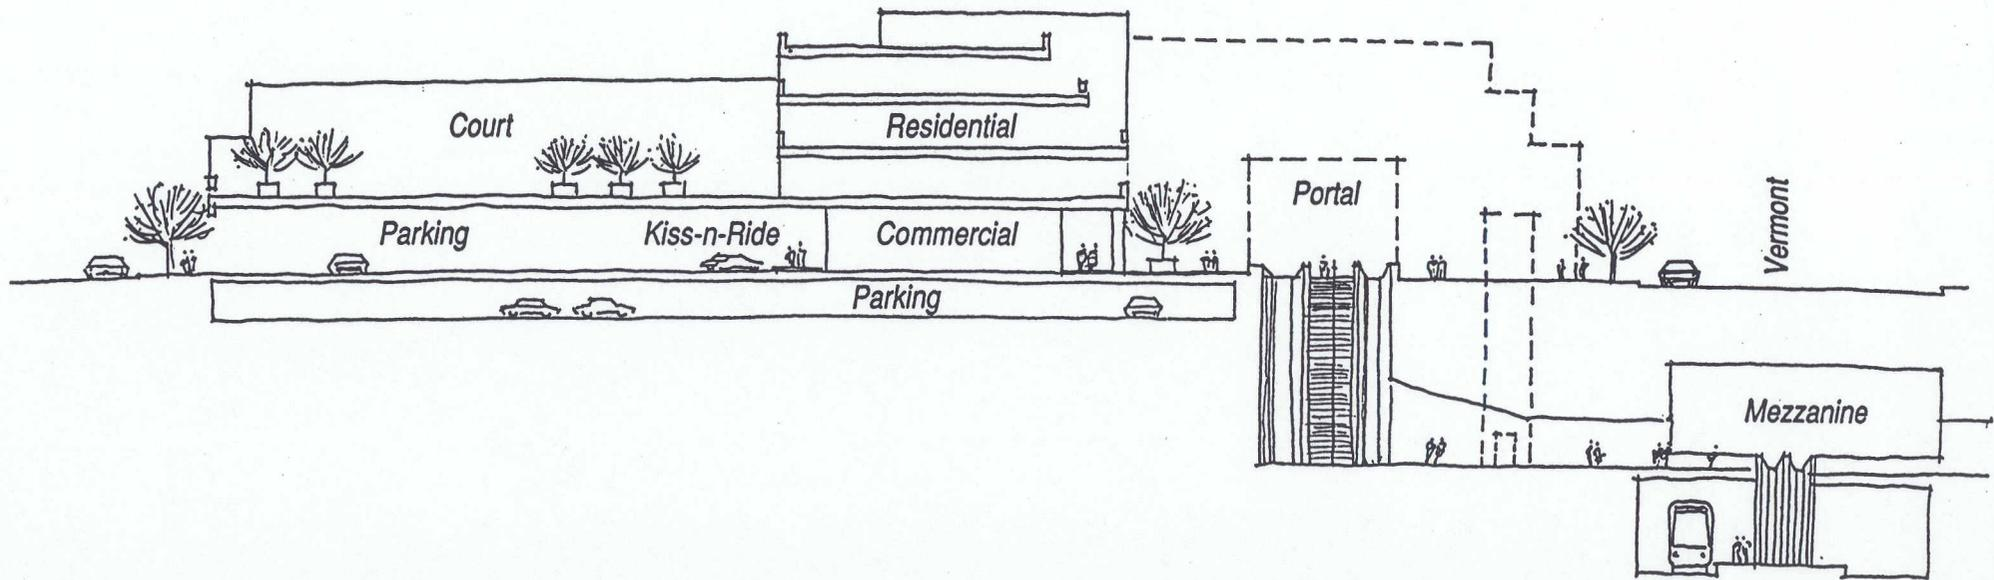 Court
Residential
Portal
Vermont
Parking
Kiss-n-Ride
Commercial
Parking
Mezzanine